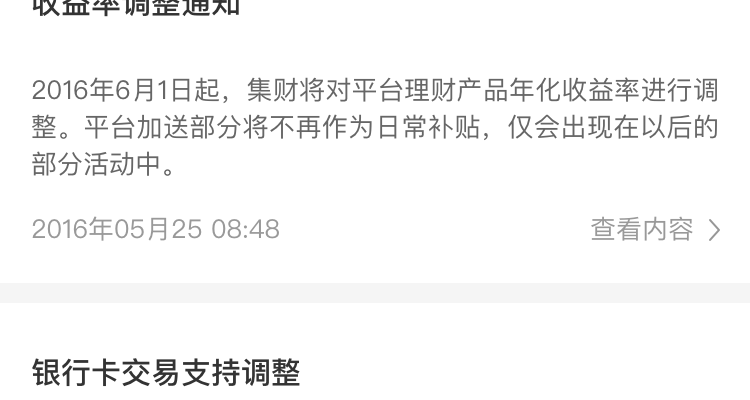 收益率调整通知
2016年6月1日起，集财将对平台理财产品年化收益率进行调
整。平台加送部分将不再作为日常补贴，仅会出现在以后的
部分活动中。
2016年05月25 08:48
查看内容
银行卡交易支持调整